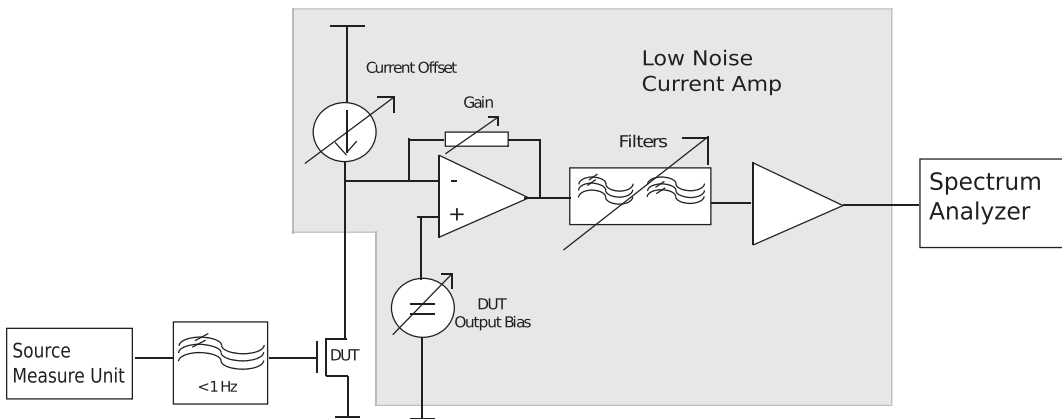 Low Noise
Current Amp
Current Offset
Gain
Filters
-
+
Spectrum
Analyzer
DUT
Output Bias
Source
Measure Unit
<1 Hz
DUT